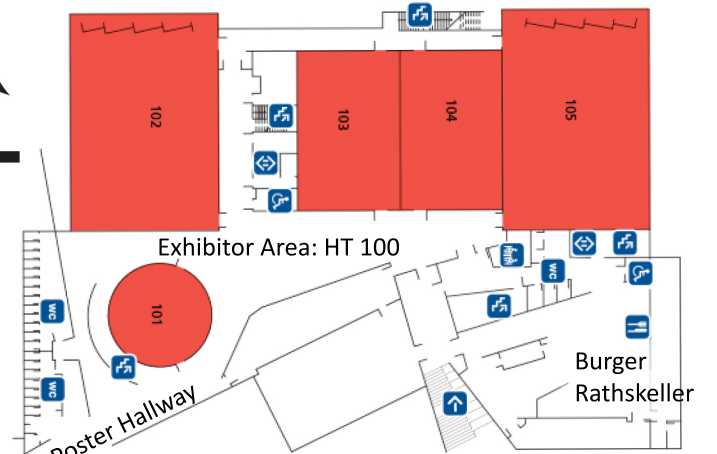 102
103
104
105
Exhibitor Area: HT 100
WC
101
WC
WC
Burger
Rathskeller
Poster Hallway